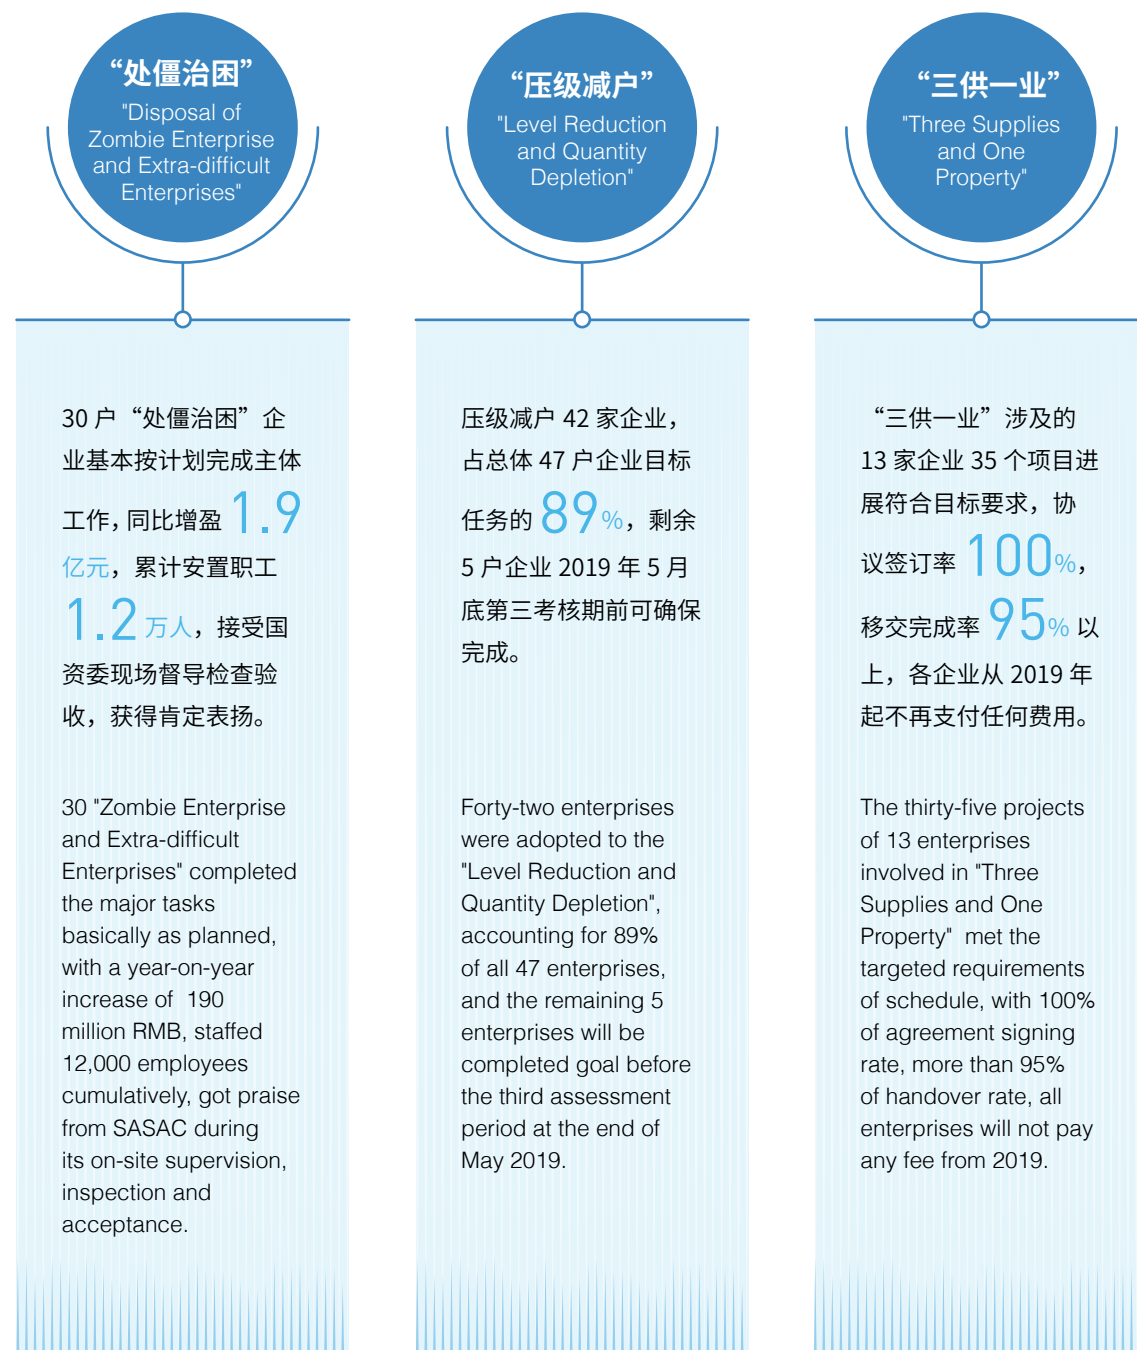 “处僵治困”
"Disposal of
Zombie Enterprise
and Extra-difficult
Enterprises"
30 户“处僵治困”企
业基本按计划完成主体
工作，同比增盈 1.9
亿元，累计安置职工
1.2 万人，接受国
资委现场督导检查验
收，获得肯定表扬。
30 "Zombie Enterprise
and Extra-difficult
Enterprises" completed
the major tasks
basically as planned,
with a year-on-year
increase of  190
million RMB, staffed
12,000 employees
cumulatively, got praise
from SASAC during
its on-site supervision,
inspection and
acceptance.
“压级减户”
"Level Reduction
and Quantity
Depletion"
压级减户 42 家企业，
占总体 47 户企业目标
任务的 89%，剩余
5 户企业 2019 年 5 月
底第三考核期前可确保
完成。
Forty-two enterprises
were adopted to the
"Level Reduction and
Quantity Depletion",
accounting for 89%
of all 47 enterprises,
and the remaining 5
enterprises will be
completed goal before
the third assessment
period at the end of
May 2019.
“三供一业”
"Three Supplies
and One
Property"
“三供一业”涉及的
13 家企业 35 个项目进
展符合目标要求，协
议签订率 100%，
移交完成率 95% 以
上，各企业从 2019 年
起不再支付任何费用。
The thirty-five projects
of 13 enterprises
involved in "Three
Supplies and One
Property"  met the
targeted requirements
of schedule, with 100%
of agreement signing
rate, more than 95%
of handover rate, all
enterprises will not pay
any fee from 2019.